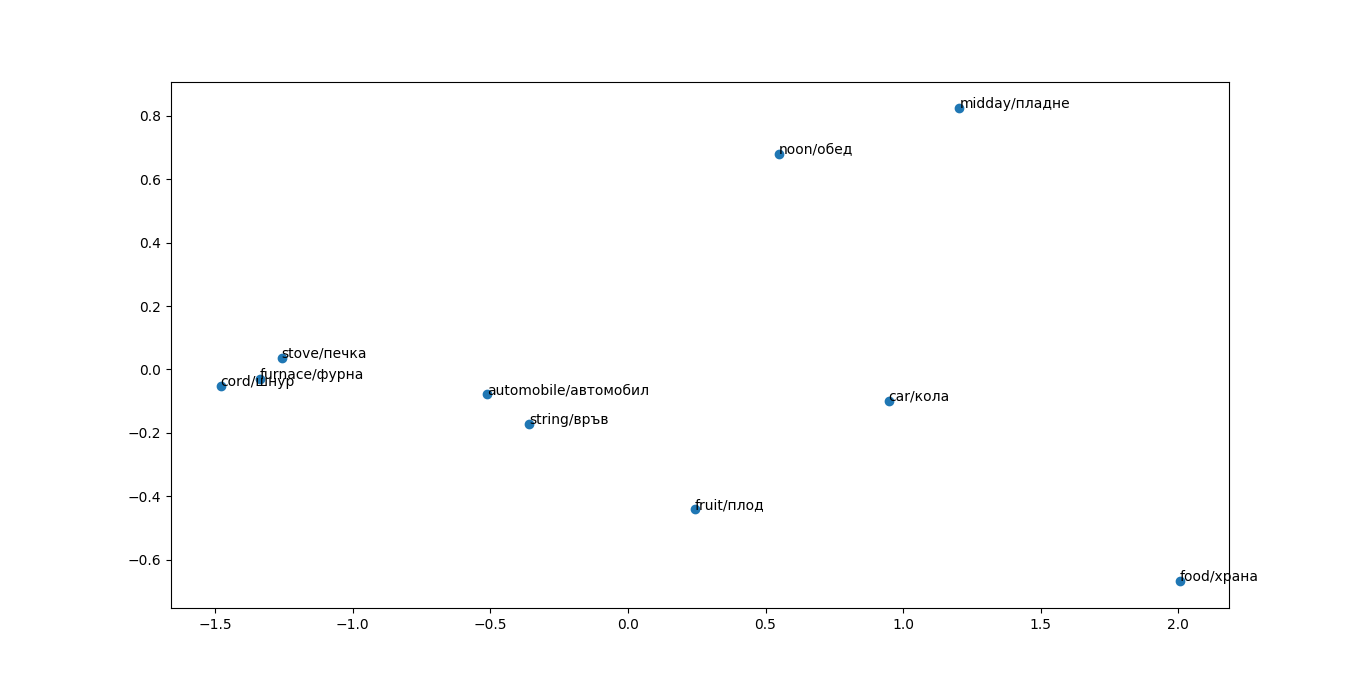 0.8
midday/пладне
noon/обед
0.6
0.4
0.2
0.0
stove/печка
furnace/фурна
cord/шнур
automobile/автомобил
car/кола
string/връв
−0.2
−0.4
fruit/плод
−0.6
food/храна
−1.5 −1.0 −0.5 0.0 0.5 1.0 1.5 2.0